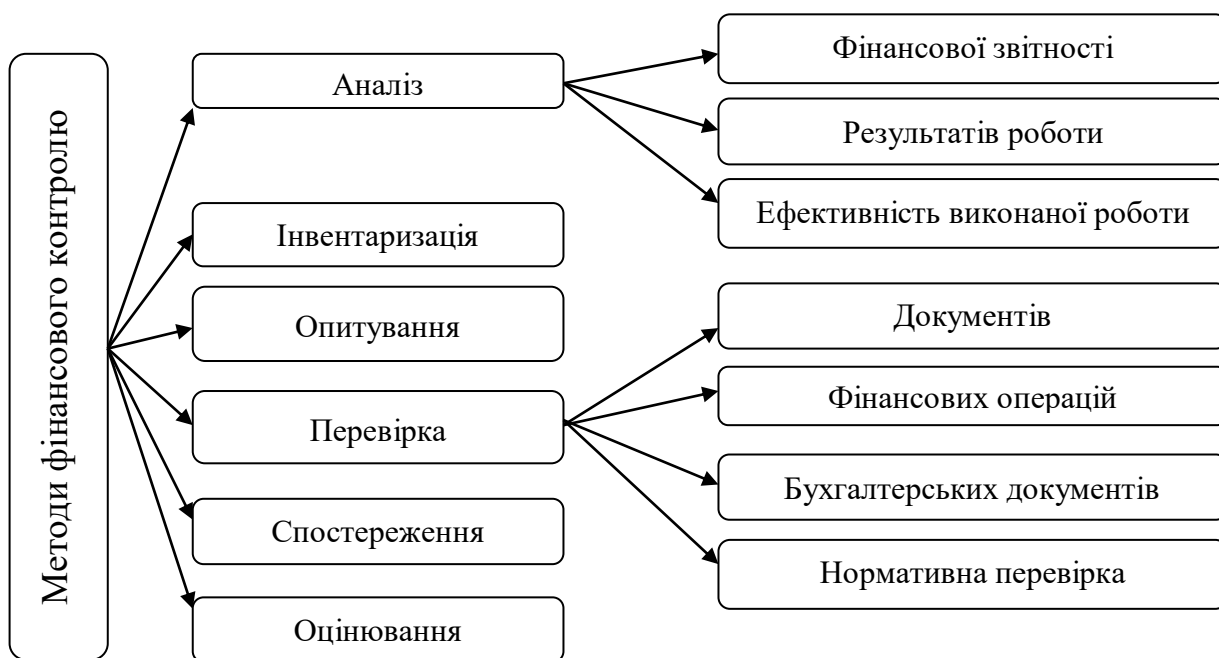 Методи фінансового контролю
Аналіз
Фінансової звітності
Результатів роботи
Ефективність виконаної роботи
Інвентаризація
Опитування
Перевірка
Документів
Фінансових операцій
Бухгалтерських документів
Нормативна перевірка
Спостереження
Оцінювання